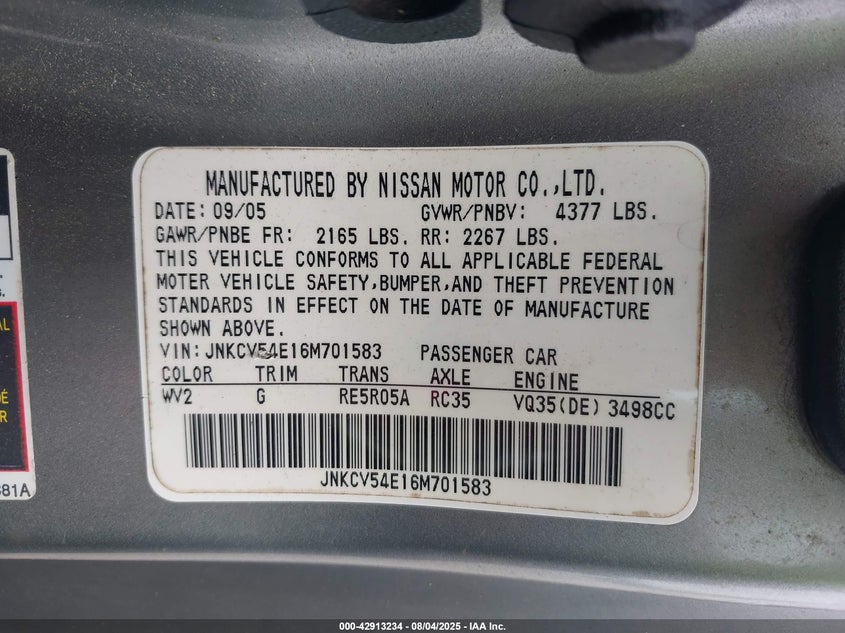 MANUFACTURED BY NISSAN MOTOR CO.,LTD.
DATE: 09/05 GVWR/PNBV: 4377 LBS.
GAWR/PNBE FR: 2165 LBS. RR: 2267 LBS.
THIS VEHICLE CONFORMS TO ALL APPLICABLE FEDERAL
MOTER VEHICLE SAFETY,BUMPER,AND THEFT PREVENTION
STANDARDS IN EFFECT ON THE DATE OF MANUFACTURE
SHOWN ABOVE.
VIN: JNKCV54E16M701583 PASSENGER CAR
COLOR TRIM TRANS AXLE ENGINE
WV2 G RE5R05A RC35 VQ35(DE) 3498CC
JNKCV54E16M701583
AL
DÉ
R
381A
000-42913234 - 08/04/2025 - IAA Inc.